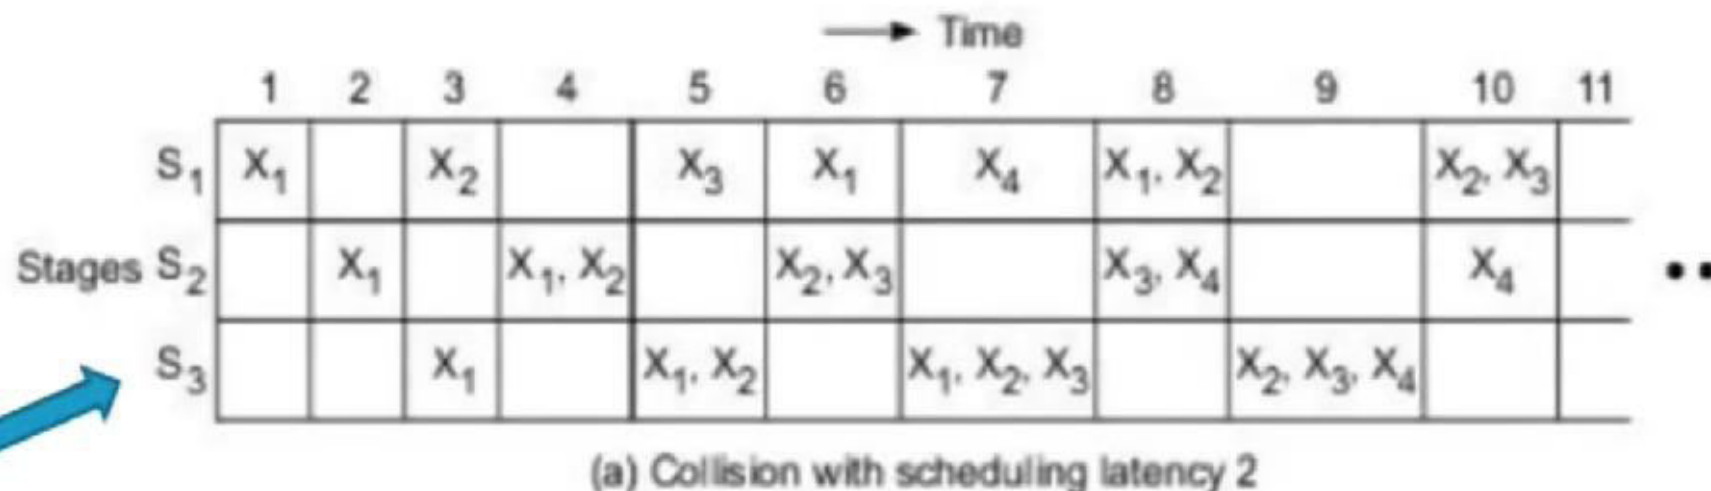 Time
1 2 3 4 5 6 7 8 9 10 11
S₁ X₁ X₂ X₃ X₁ X₄ X₁, X₂ X₂, X₃
Stages S₂ X₁ X₁, X₂ X₂, X₃ X₃, X₄ X₄
S₃ X₁ X₁, X₂ X₁, X₂, X₃ X₂, X₃, X₄
(a) Collision with scheduling latency 2